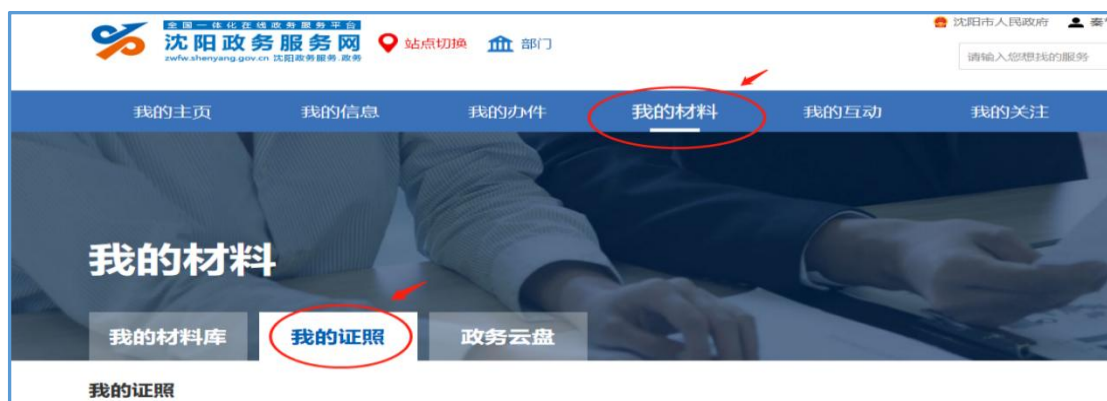 全国一体化在线政务服务平台
沈阳政务服务网
zwfw.shenyang.gov.cn 沈阳政务服务.政务
站点切换
部门
沈阳市人民政府
秦
请输入您想找的服务
我的主页 我的信息 我的办件 我的材料 我的互动 我的关注
我的材料
我的材料库 我的证照 政务云盘
我的证照